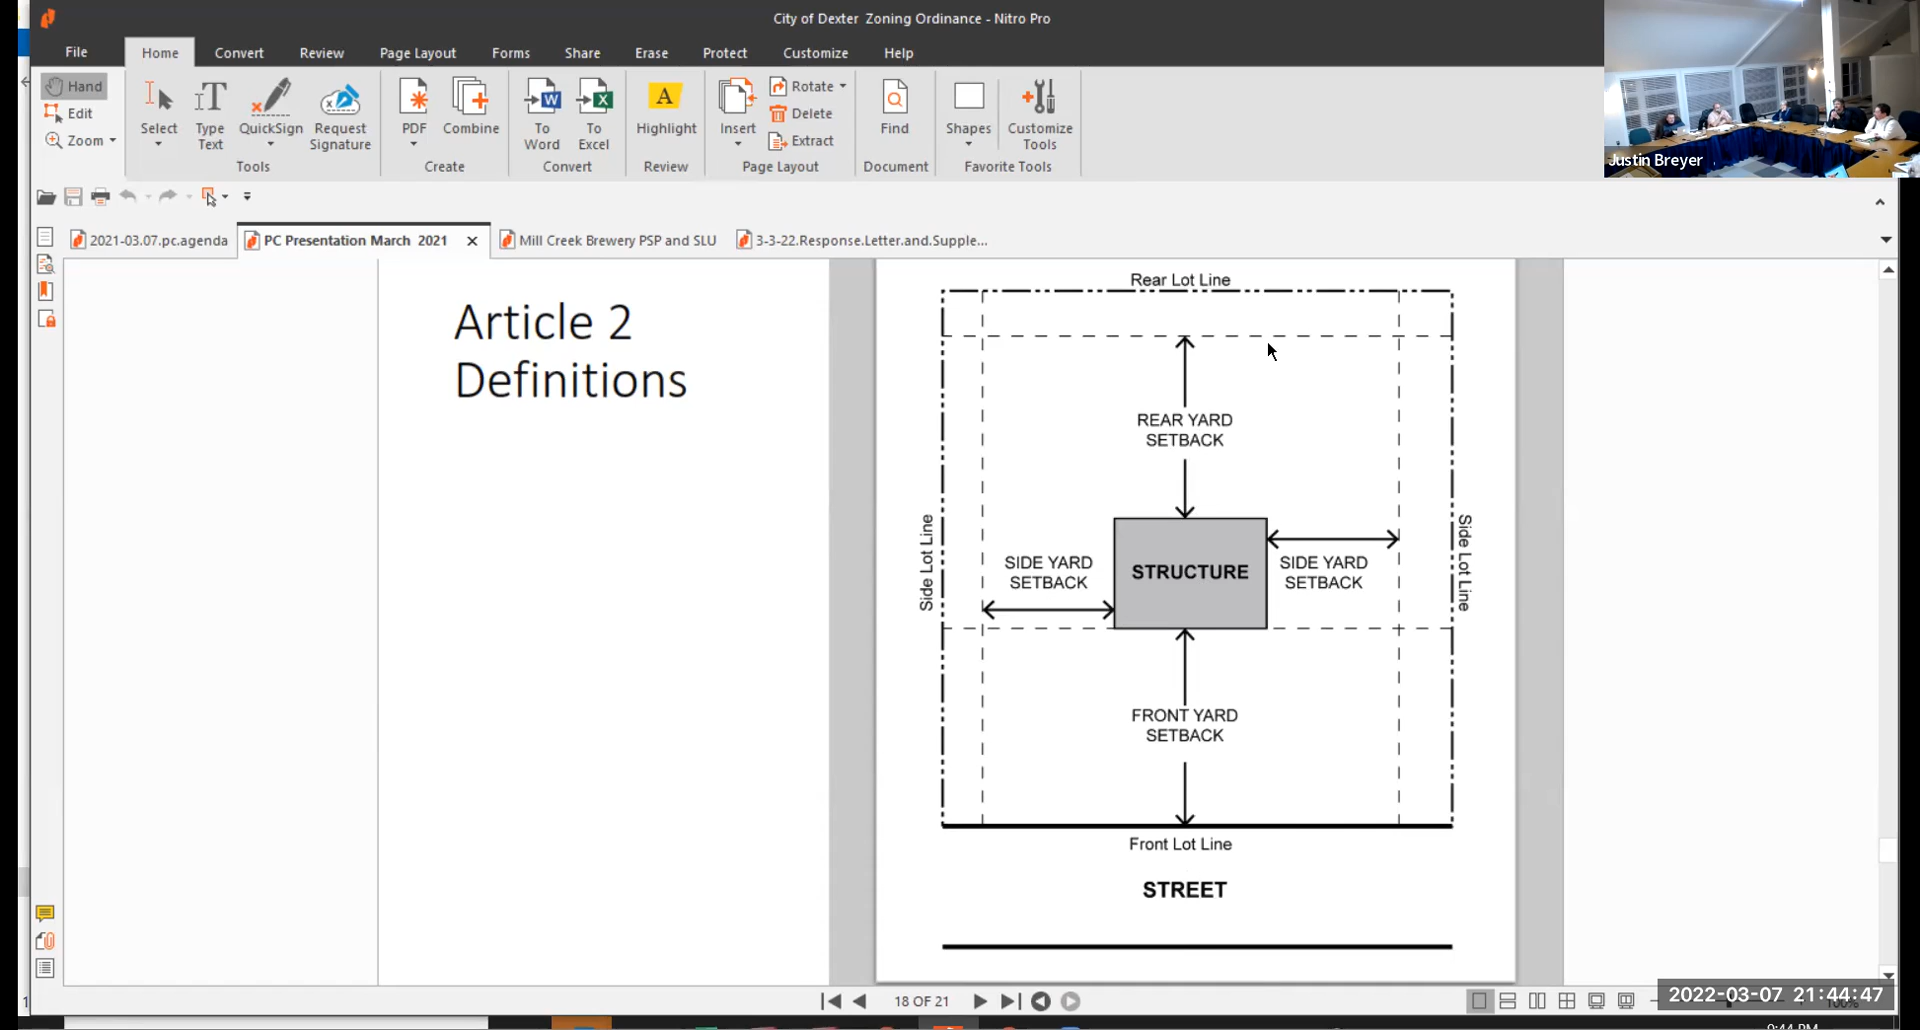 City of Dexter Zoning Ordinance - Nitro Pro
File Home Convert Review Page Layout Forms Share Erase Protect Customize Help
Hand
Edit
Zoom
Select
Type
Text
QuickSign
Request
Signature
Tools
PDF
Combine
Create
To
Word
To
Excel
Convert
Highlight
Review
Insert
Rotate
Delete
Extract
Page Layout
Find
Document
Shapes
Customize
Tools
Favorite Tools
Justin Breyer
2021-03.07.pc.agenda
PC Presentation March 2021
Mill Creek Brewery PSP and SLU
3-3-22.Response.Letter.and.Supple...
Article 2
Definitions
Rear Lot Line
REAR YARD
SETBACK
Side Lot Line
SIDE YARD
SETBACK
STRUCTURE
SIDE YARD
SETBACK
Side Lot Line
FRONT YARD
SETBACK
Front Lot Line
STREET
18 OF 21
2022-03-07 21:44:47